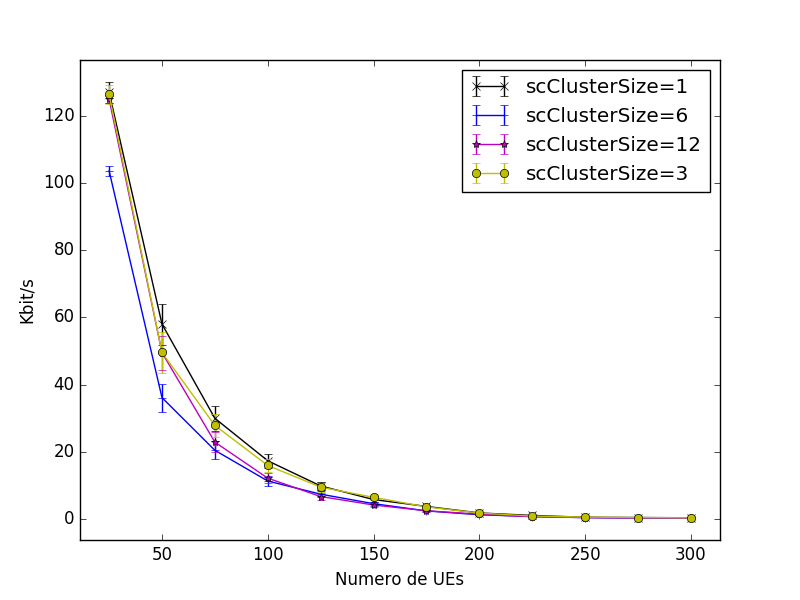 scClusterSize=1
scClusterSize=6
scClusterSize=12
scClusterSize=3
120
100
80
60
40
20
0
Kbit/s
50 100 150 200 250 300
Numero de UEs